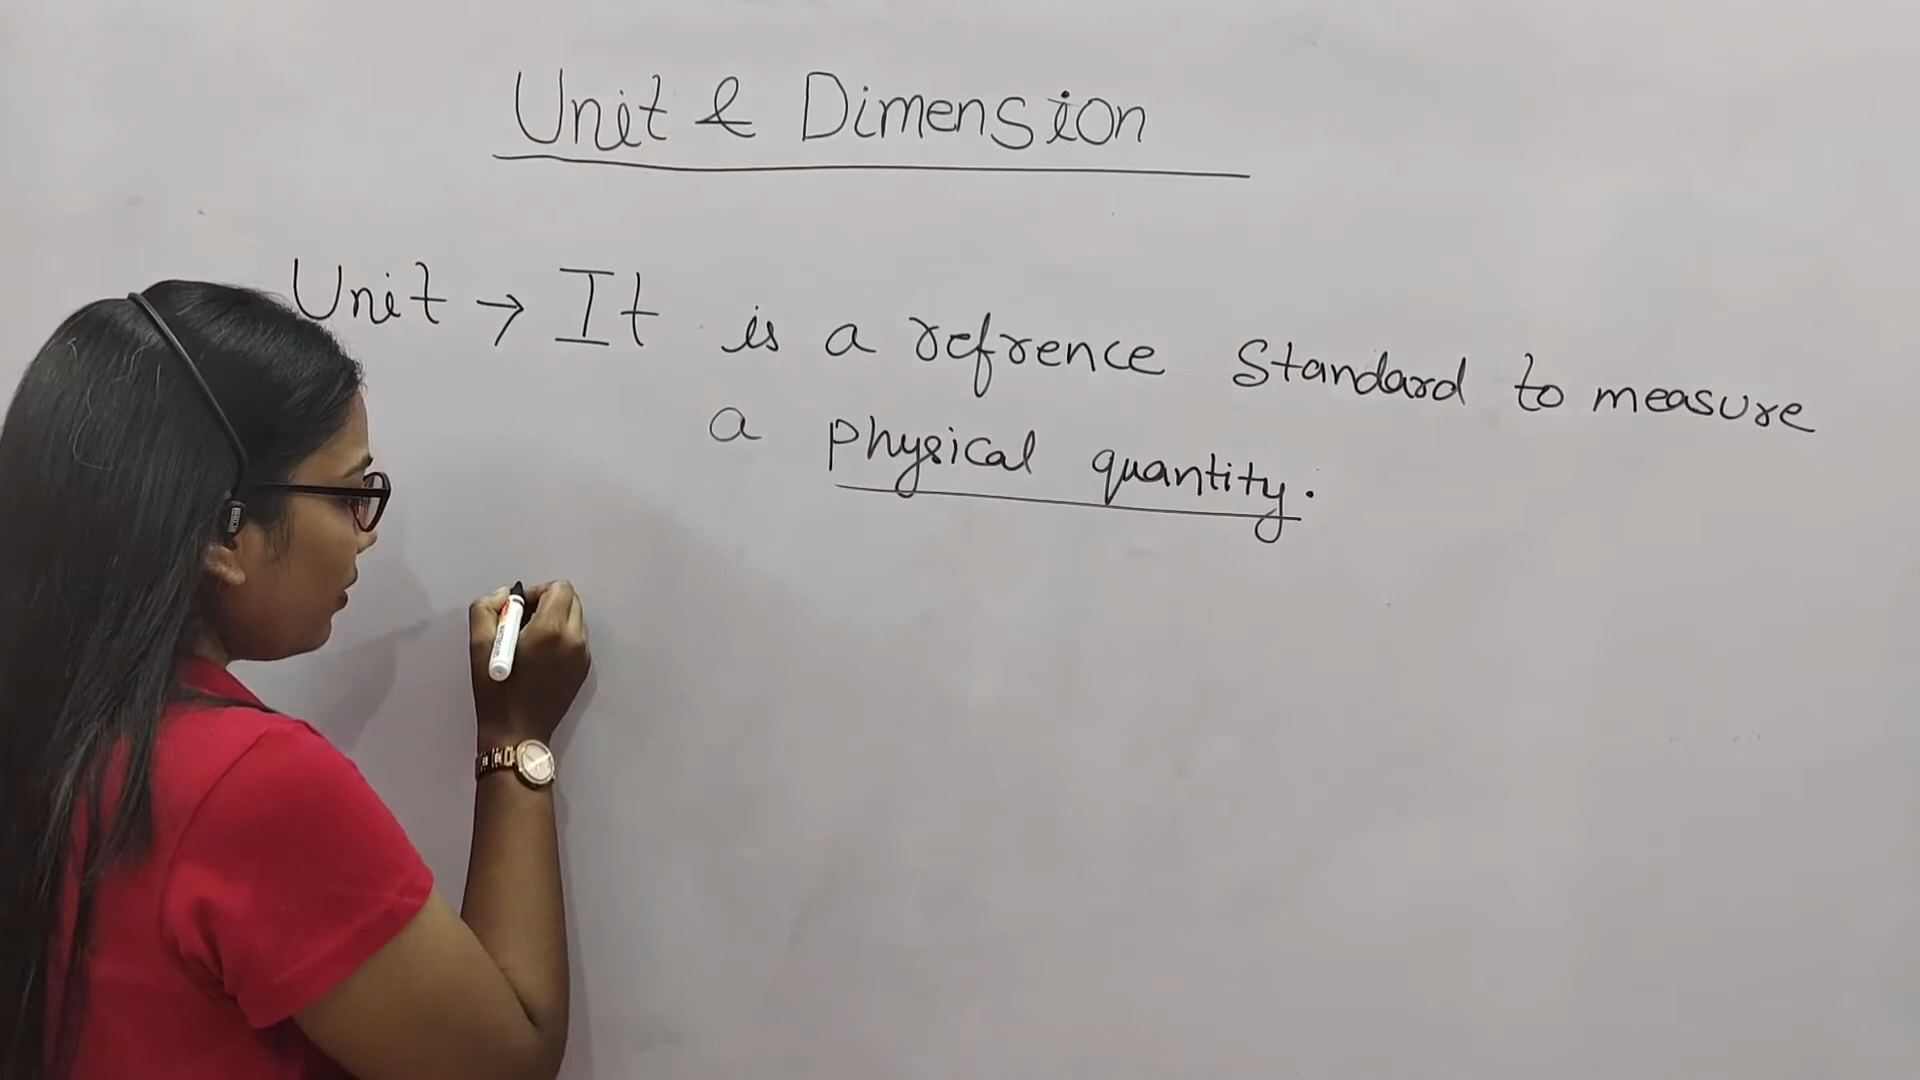 Unit & Dimension
Unit → It is a refrence Standard to measure
a physical quantity.